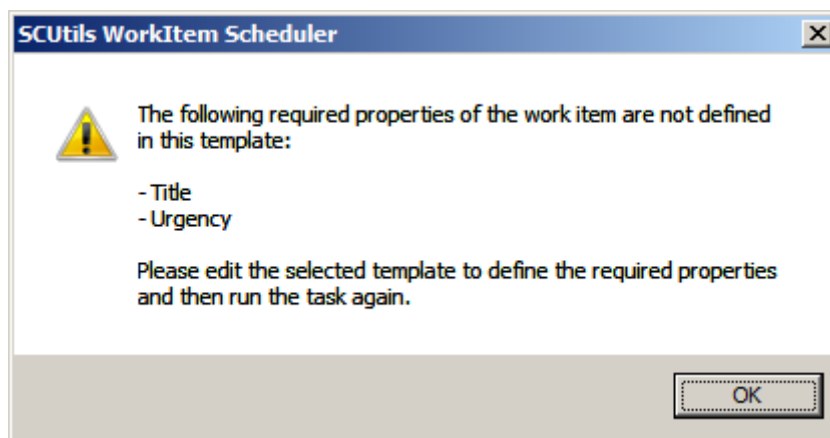 SCUtils WorkItem Scheduler
The following required properties of the work item are not defined
in this template:
- Title
- Urgency
Please edit the selected template to define the required properties
and then run the task again.
OK